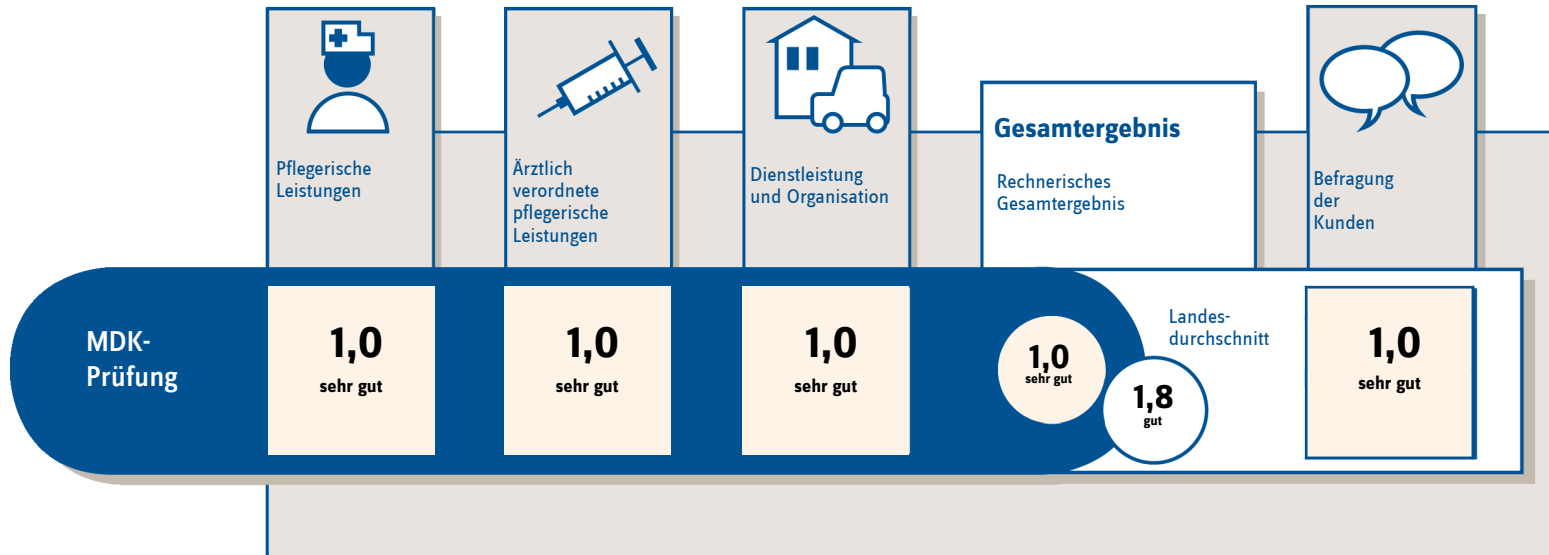 Pflegerische
Leistungen
Ärztlich
verordnete
pflegerische
Leistungen
Dienstleistung
und Organisation
Gesamtergebnis
Rechnerisches
Gesamtergebnis
Befragung
der
Kunden
MDK-
Prüfung
1,0
sehr gut
1,0
sehr gut
1,0
sehr gut
1,0
sehr gut
Landes-
durchschnitt
1,8
gut
1,0
sehr gut